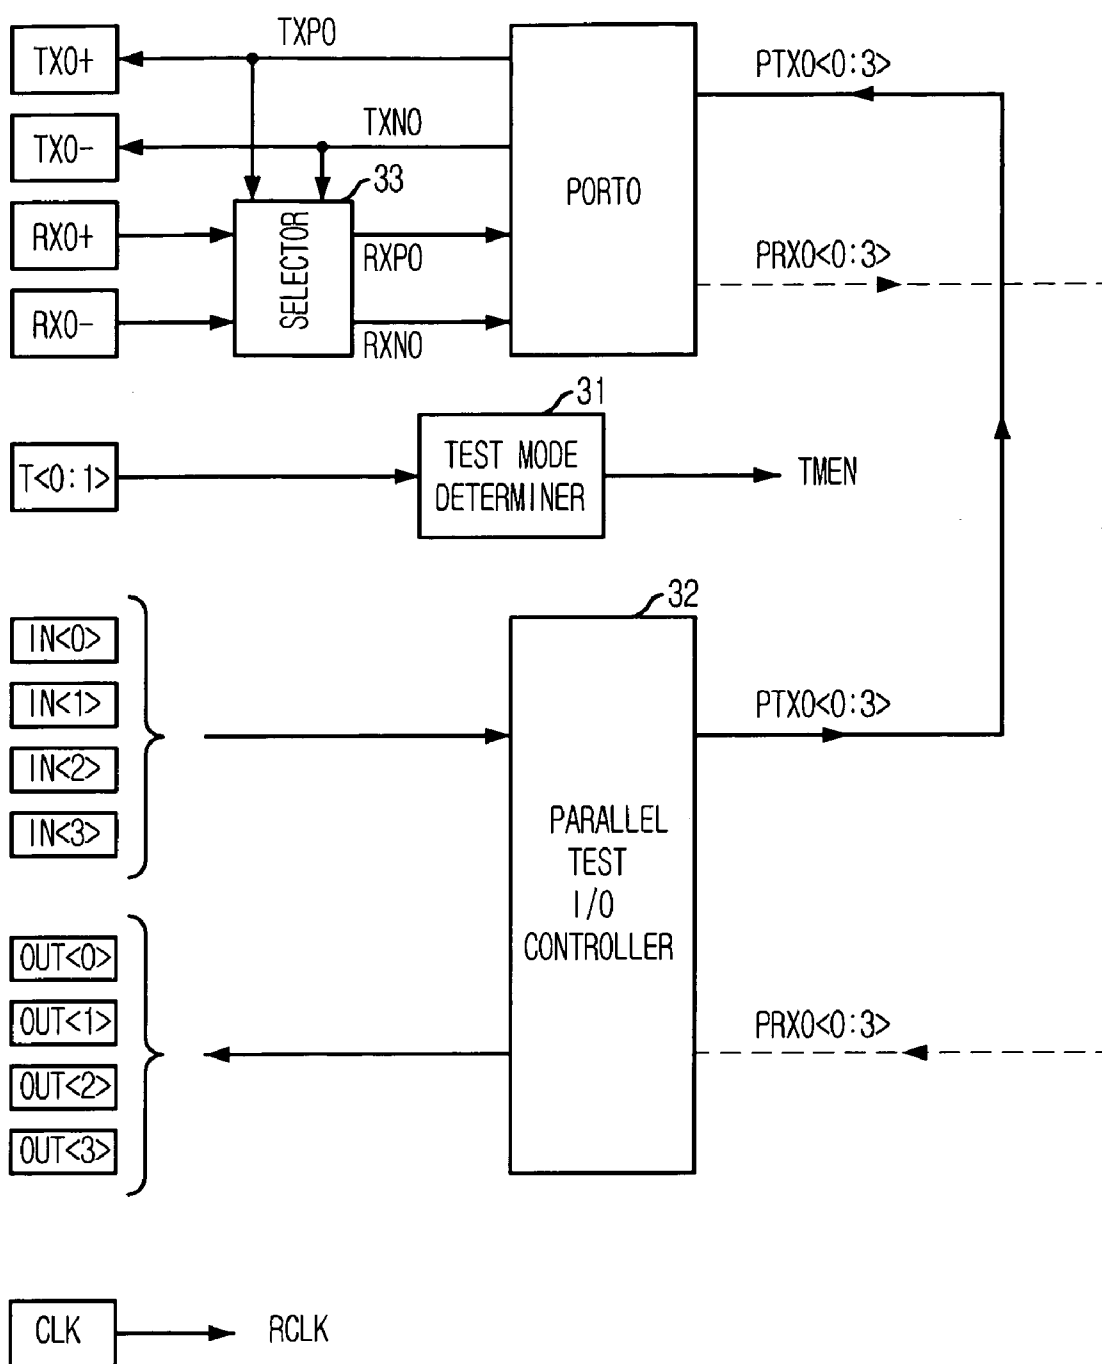 TX0+
TXP0
PTX0<0:3>
TX0-
TXN0
33
PORT0
RX0+
SELECTOR
RXP0
PRX0<0:3>
RX0-
RXN0
31
T<0:1>
TEST MODE
DETERMINER
TMEN
32
IN<0>
IN<1>
PTX0<0:3>
IN<2>
IN<3>
PARALLEL
TEST
I/O
CONTROLLER
OUT<0>
OUT<1>
PRX0<0:3>
OUT<2>
OUT<3>
CLK
RCLK